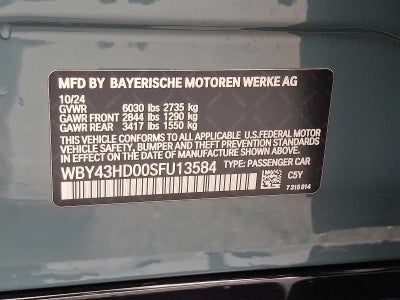 MFD BY BAYERISCHE MOTOREN WERKE AG
10/24
GVWR 6030 lbs 2735 kg
GAWR FRONT 2844 lbs 1290 kg
GAWR REAR 3417 lbs 1550 kg
THIS VEHICLE CONFORMS TO ALL APPLICABLE U.S.FEDERAL MOTOR
VEHICLE SAFETY, BUMPER, AND THEFT PREVENTION STANDARDS
IN EFFECT ON THE DATE OF MANUFACTURE SHOWN ABOVE.
WBY43HD00SFU13584 TYPE: PASSENGER CAR
C5Y
7 315 814